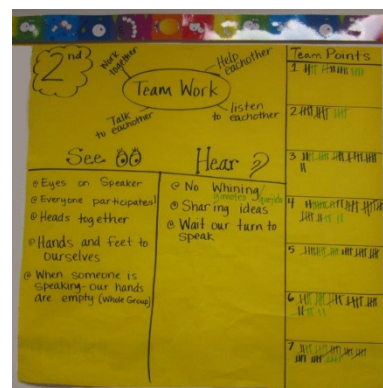 2nd
Work together
Help eachother
Team Work
Talk to eachother
listen to eachother
See
Hear
Eyes on Speaker
Everyone participates!
Heads together
Hands and feet to
ourselves
When someone is
speaking - our hands
are empty (Whole Group)
No Whining/
Sharing ideas
Wait our turn to
speak
Team Points
1
2
3
4
5
6
7